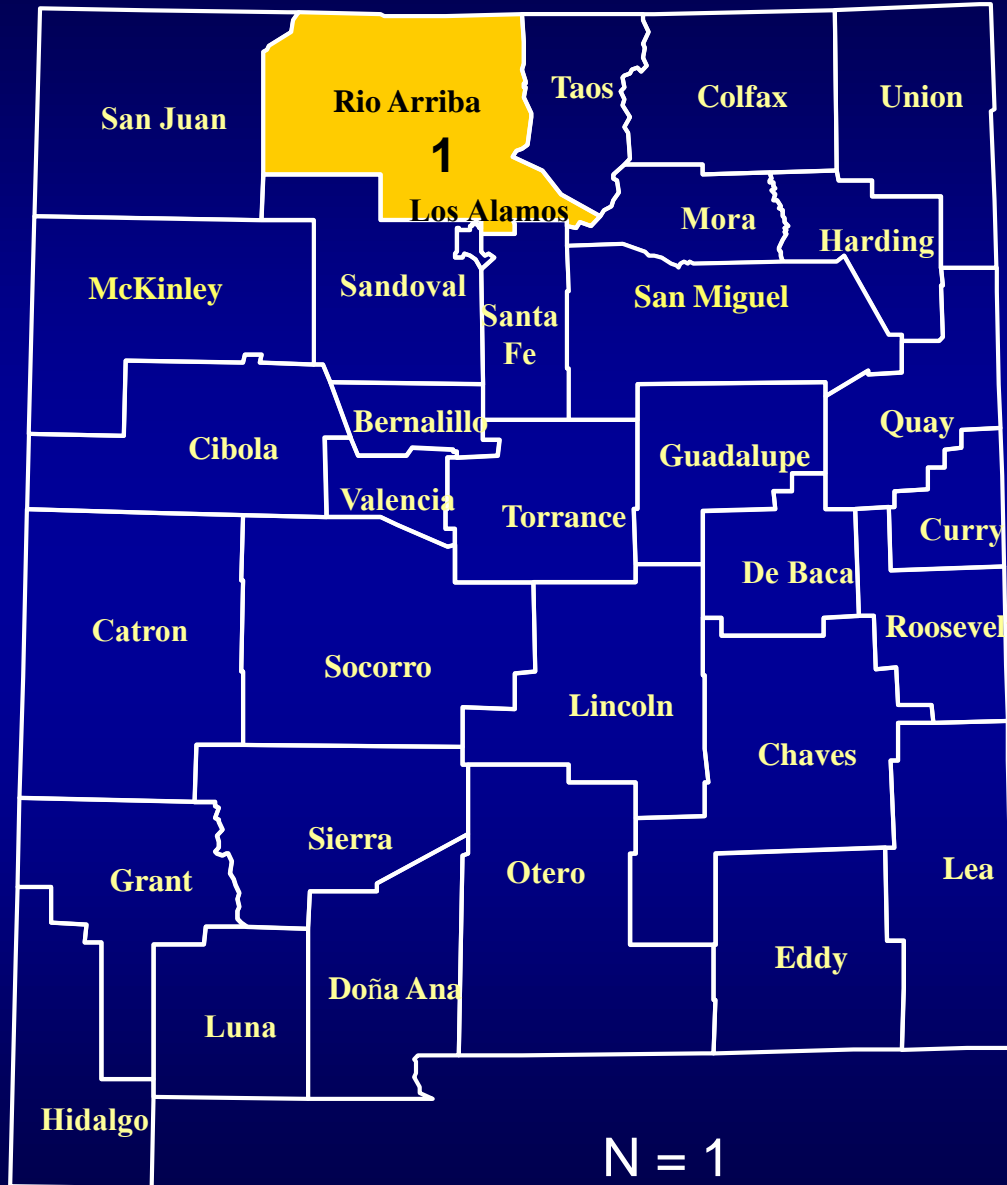 San Juan
Rio Arriba
1
Taos
Colfax
Union
Los Alamos
Mora
Harding
McKinley
Sandoval
Santa
Fe
San Miguel
Bernalillo
Cibola
Valencia
Torrance
Guadalupe
Quay
Curry
De Baca
Roosevel
Catron
Socorro
Lincoln
Chaves
Sierra
Grant
Otero
Lea
Eddy
Doña Ana
Luna
Hidalgo
N = 1